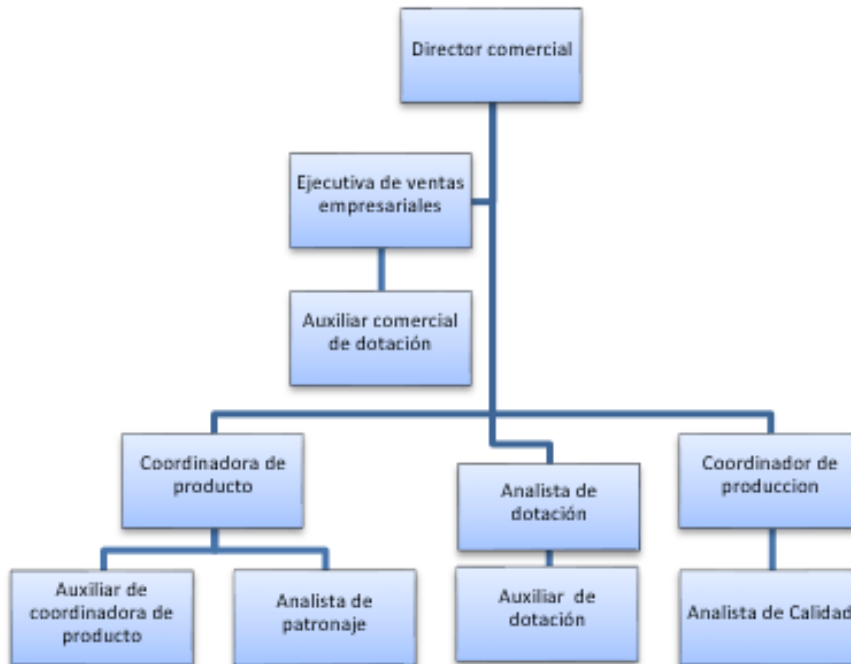 Director comercial
Ejecutiva de ventas
empresariales
Auxiliar comercial
de dotación
Coordinadora de
producto
Analista de
dotación
Coordinador de
produccion
Auxiliar de
coordinadora de
producto
Analista de
patronaje
Auxiliar de
dotación
Analista de Calidad